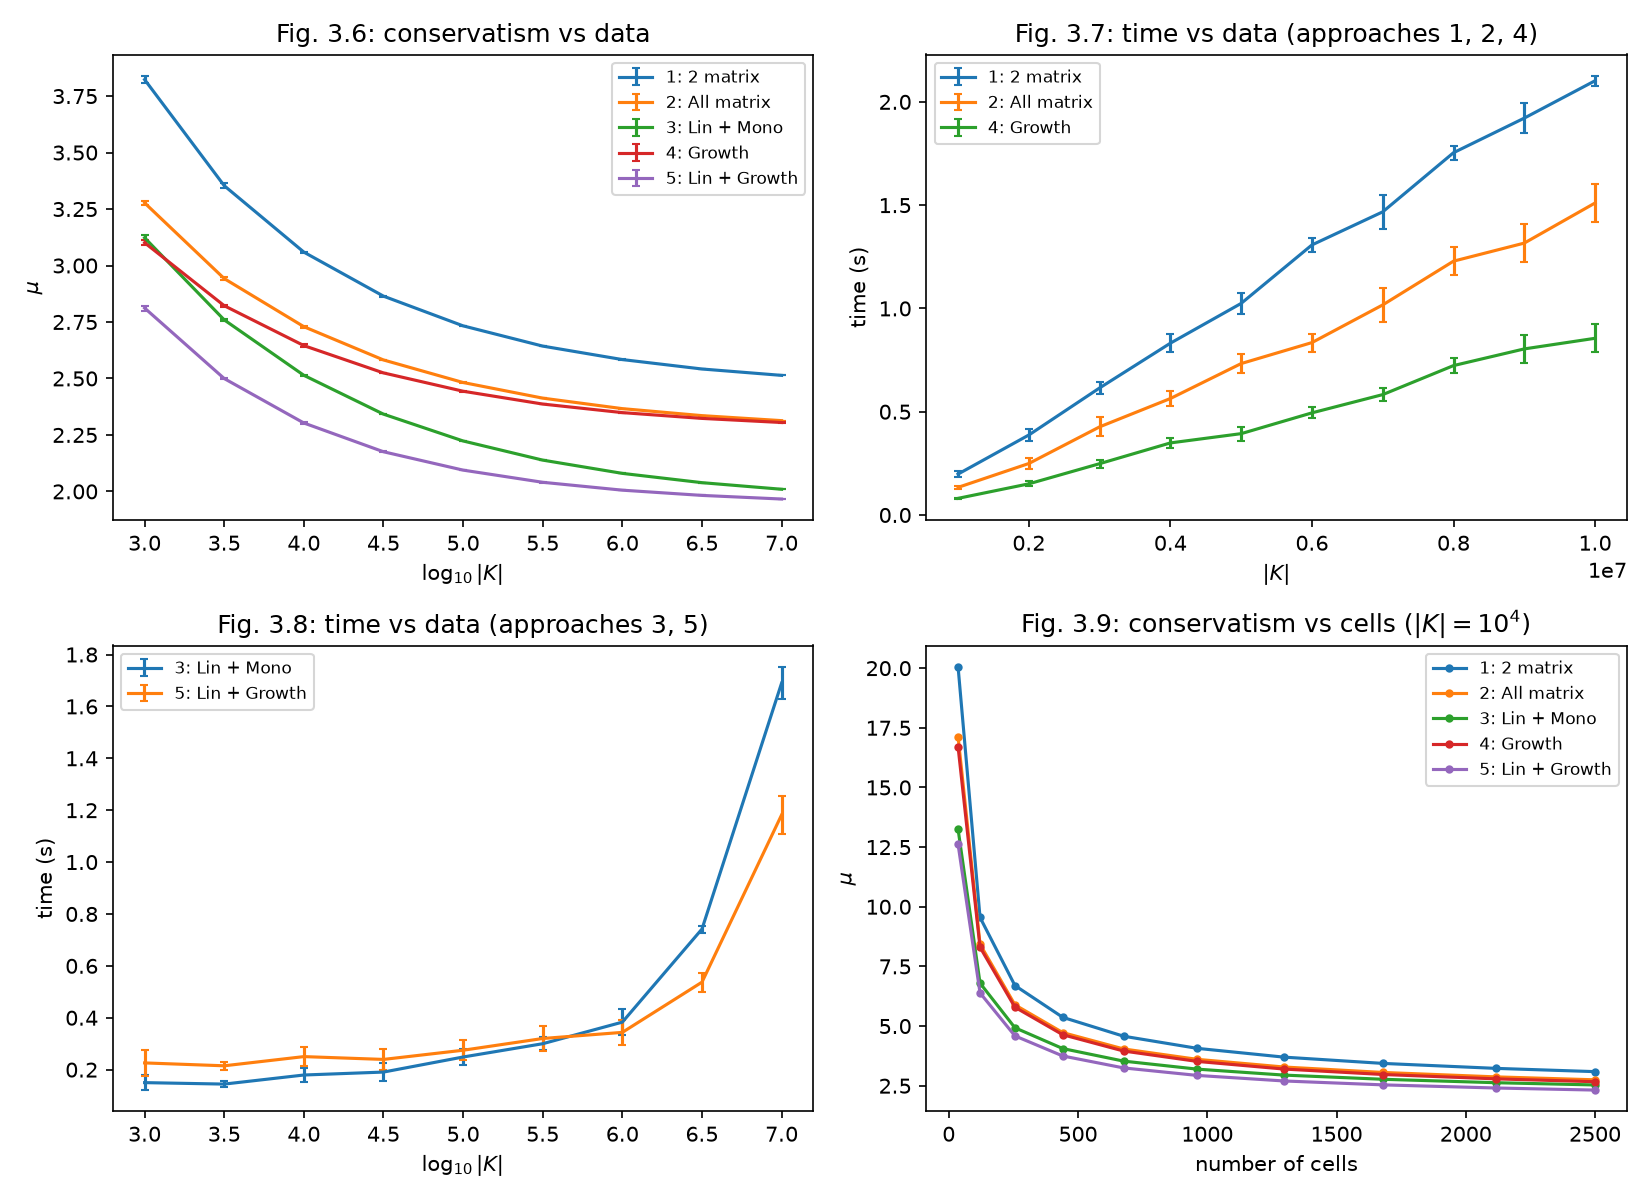 Fig. 3.6: conservatism vs data
μ
3.75
3.50
3.25
3.00
2.75
2.50
2.25
2.00
1: 2 matrix
2: All matrix
3: Lin + Mono
4: Growth
5: Lin + Growth
3.0 3.5 4.0 4.5 5.0 5.5 6.0 6.5 7.0
log₁₀ |K|
Fig. 3.7: time vs data (approaches 1, 2, 4)
time (s)
2.0
1.5
1.0
0.5
0.0
1: 2 matrix
2: All matrix
4: Growth
0.2 0.4 0.6 0.8 1.0
1e7
|K|
Fig. 3.8: time vs data (approaches 3, 5)
time (s)
1.8
1.6
1.4
1.2
1.0
0.8
0.6
0.4
0.2
3: Lin + Mono
5: Lin + Growth
3.0 3.5 4.0 4.5 5.0 5.5 6.0 6.5 7.0
log₁₀ |K|
Fig. 3.9: conservatism vs cells (|K| = 10⁴)
μ
20.0
17.5
15.0
12.5
10.0
7.5
5.0
2.5
1: 2 matrix
2: All matrix
3: Lin + Mono
4: Growth
5: Lin + Growth
0 500 1000 1500 2000 2500
number of cells